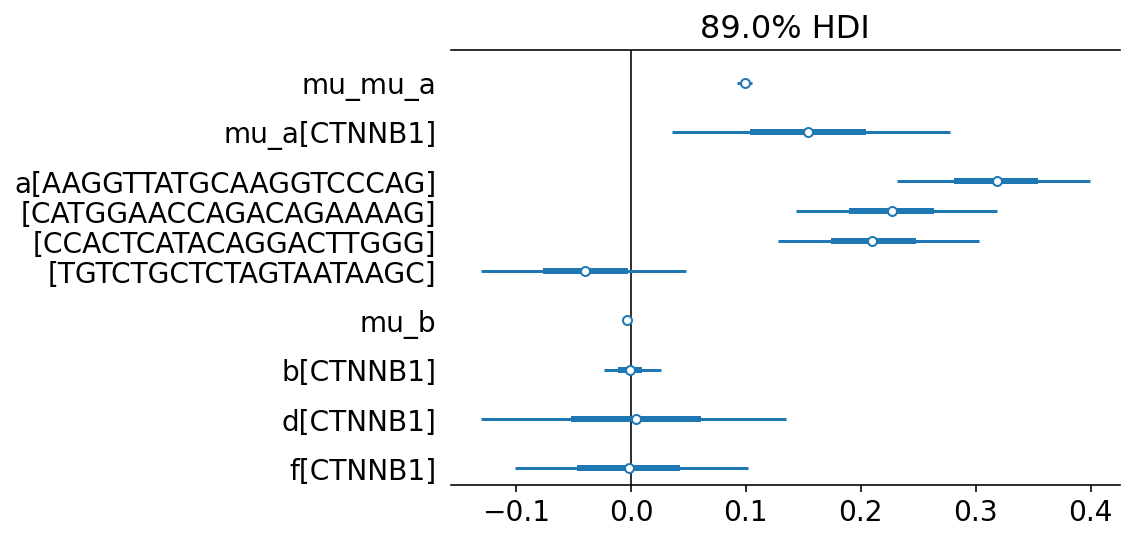 89.0% HDI
mu_mu_a
mu_a[CTNNB1]
a[AAGGTTATGCAAGGTCCCAG]
[CATGGAACCAGACAGAAAAG]
[CCACTCATACAGGACTTGGG]
[TGTCTGCTCTAGTAATAAGC]
mu_b
b[CTNNB1]
d[CTNNB1]
f[CTNNB1]
−0.1 0.0 0.1 0.2 0.3 0.4